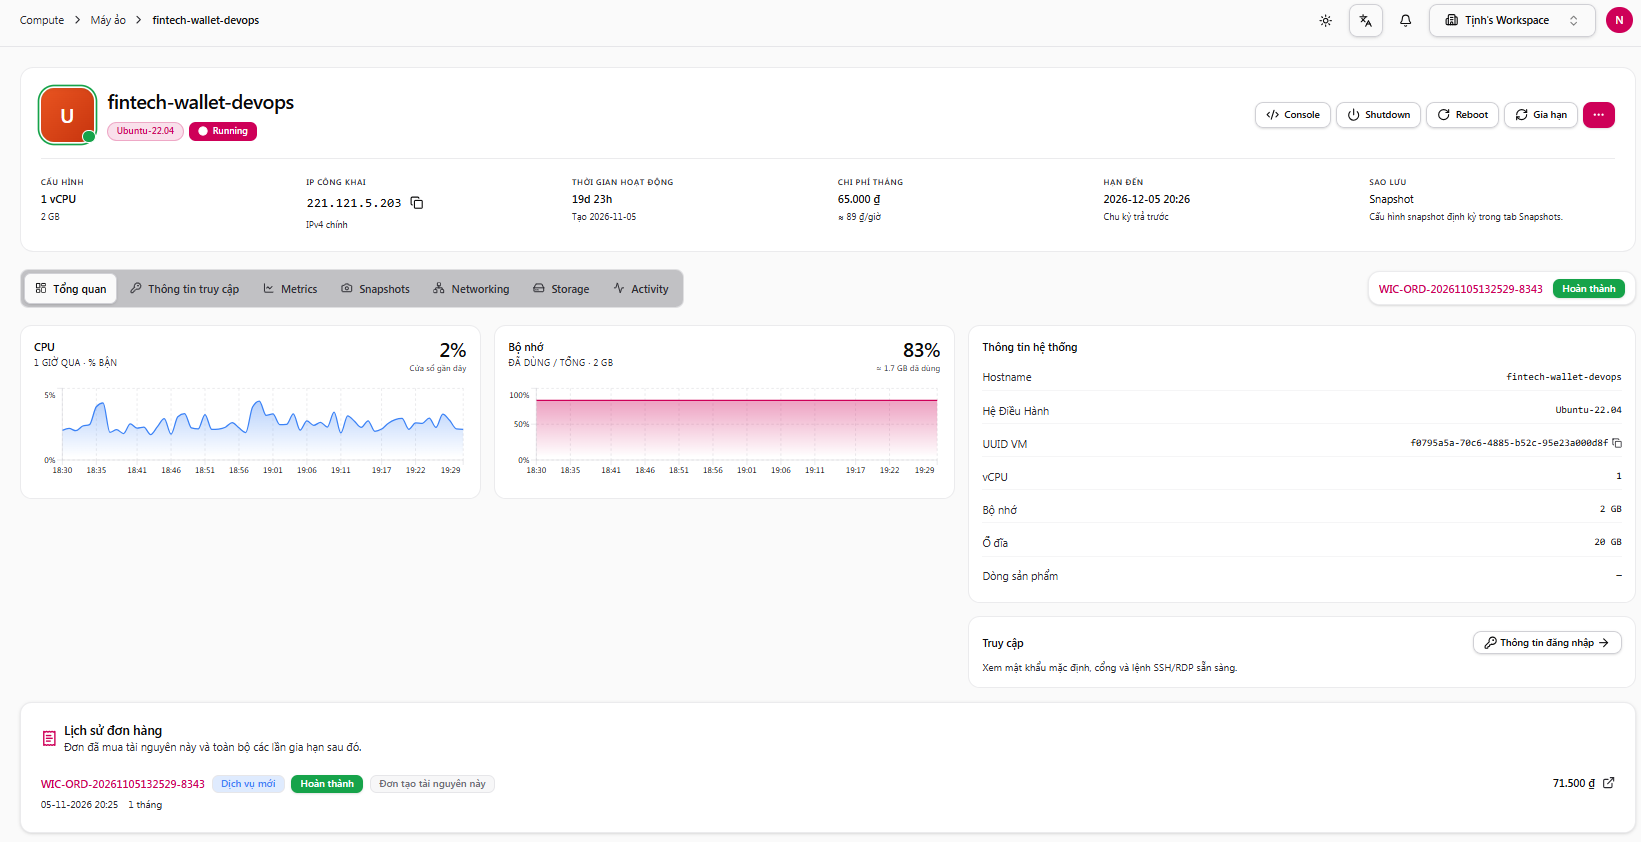 Compute > Máy ảo > fintech-wallet-devops
Tịnh's Workspace
N
U
fintech-wallet-devops
Ubuntu-22.04 Running
Console Shutdown Reboot Gia hạn
CẤU HÌNH
1 vCPU
2 GB
IP CÔNG KHAI
221.121.5.203
IPv4 chính
THỜI GIAN HOẠT ĐỘNG
19d 23h
Tạo 2026-11-05
CHI PHÍ THÁNG
65.000 ₫
≈ 89 ₫/giờ
HẠN ĐẾN
2026-12-05 20:26
Chu kỳ trả trước
SAO LƯU
Snapshot
Cấu hình snapshot định kỳ trong tab Snapshots.
Tổng quan Thông tin truy cập Metrics Snapshots Networking Storage Activity
WIC-ORD-20261105132529-8343 Hoàn thành
CPU
1 GIỜ QUA · % BẬN
2%
Cửa sổ gần đây
5%
0%
18:30 18:35 18:41 18:46 18:51 18:56 19:01 19:06 19:11 19:17 19:22 19:29
Bộ nhớ
ĐÃ DÙNG / TỔNG · 2 GB
83%
≈ 1.7 GB đã dùng
100%
50%
0%
18:30 18:35 18:41 18:46 18:51 18:56 19:01 19:06 19:11 19:17 19:22 19:29
Thông tin hệ thống
Hostname fintech-wallet-devops
Hệ Điều Hành Ubuntu-22.04
UUID VM f0795a5a-70c6-4885-b52c-95e23a000d8f
vCPU 1
Bộ nhớ 2 GB
Ổ đĩa 20 GB
Dòng sản phẩm –
Truy cập
Thông tin đăng nhập →
Xem mật khẩu mặc định, cổng và lệnh SSH/RDP sẵn sàng.
Lịch sử đơn hàng
Đơn đã mua tài nguyên này và toàn bộ các lần gia hạn sau đó.
WIC-ORD-20261105132529-8343 Dịch vụ mới Hoàn thành Đơn tạo tài nguyên này
71.500 ₫
05-11-2026 20:25 1 tháng